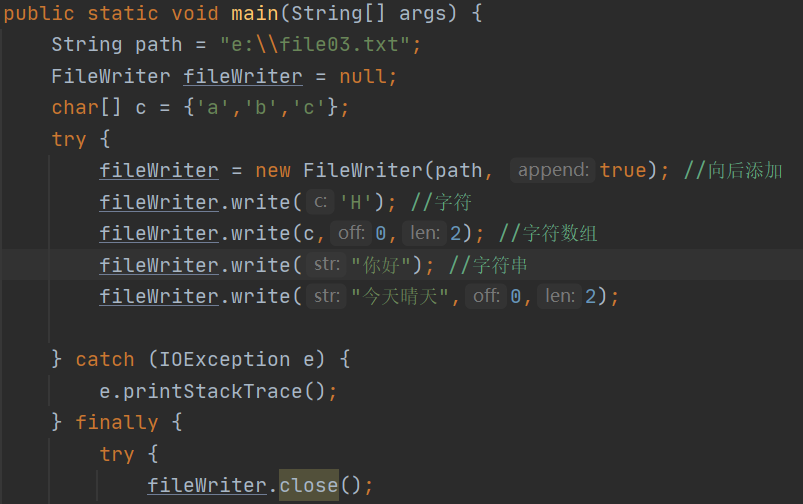 public static void main(String[] args) {
String path = "e:\\file03.txt";
FileWriter fileWriter = null;
char[] c = {'a','b','c'};
try {
fileWriter = new FileWriter(path, append: true); //向后添加
fileWriter.write( c: 'H'); //字符
fileWriter.write(c, off: 0, len: 2); //字符数组
fileWriter.write( str: "你好"); //字符串
fileWriter.write( str: "今天晴天", off: 0, len: 2);
} catch (IOException e) {
e.printStackTrace();
} finally {
try {
fileWriter.close();